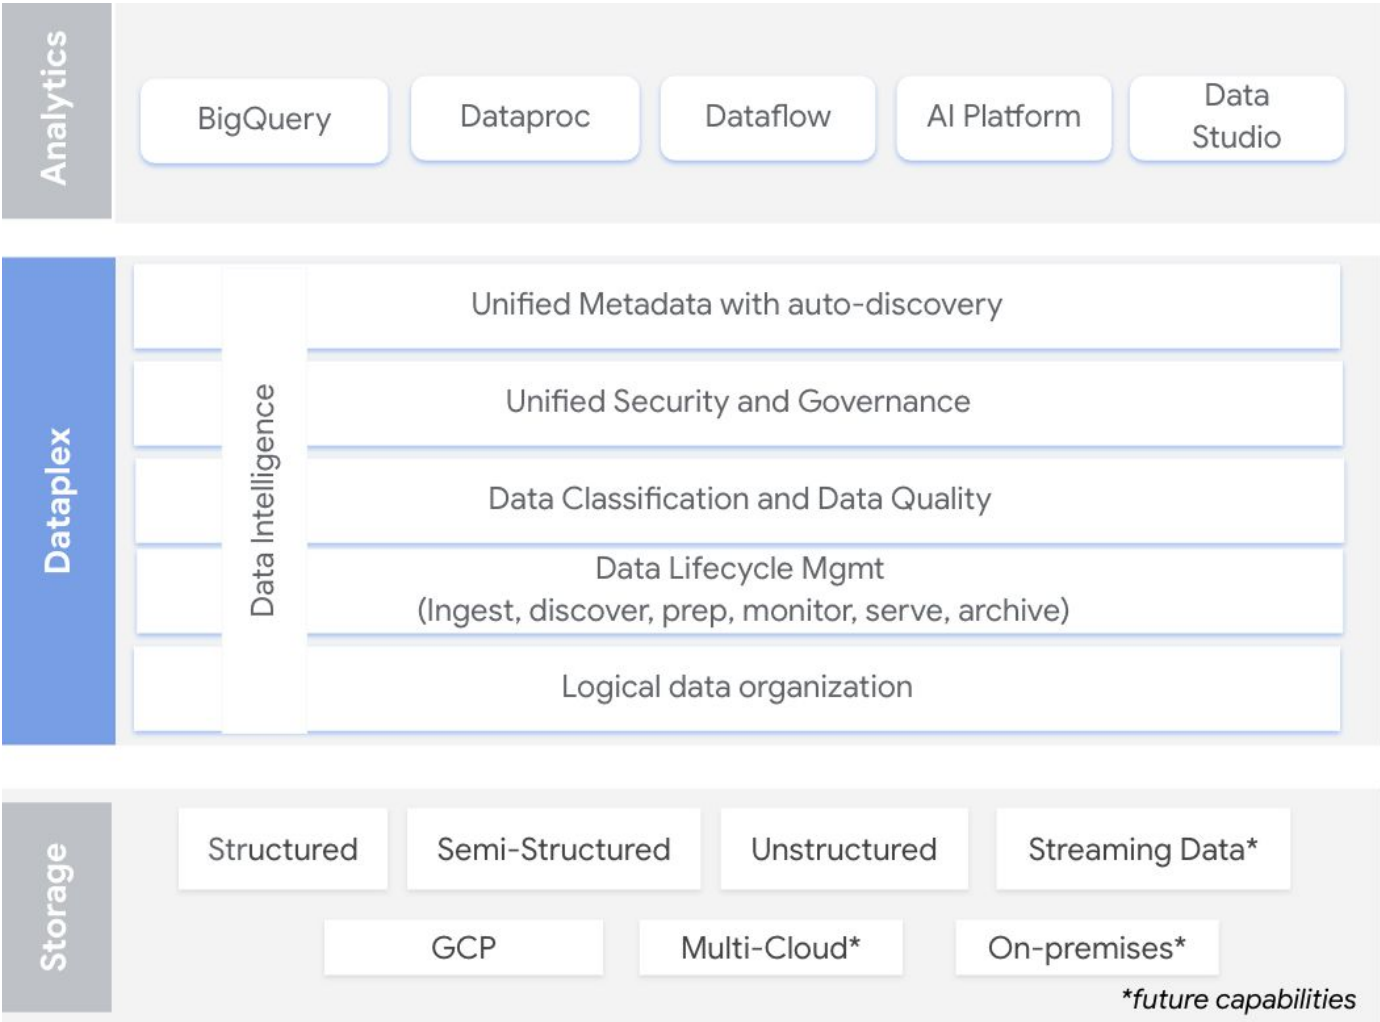 Analytics
BigQuery
Dataproc
Dataflow
AI Platform
Data
Studio
Dataplex
Data Intelligence
Unified Metadata with auto-discovery
Unified Security and Governance
Data Classification and Data Quality
Data Lifecycle Mgmt
(Ingest, discover, prep, monitor, serve, archive)
Logical data organization
Storage
Structured
Semi-Structured
Unstructured
Streaming Data*
GCP
Multi-Cloud*
On-premises*
*future capabilities